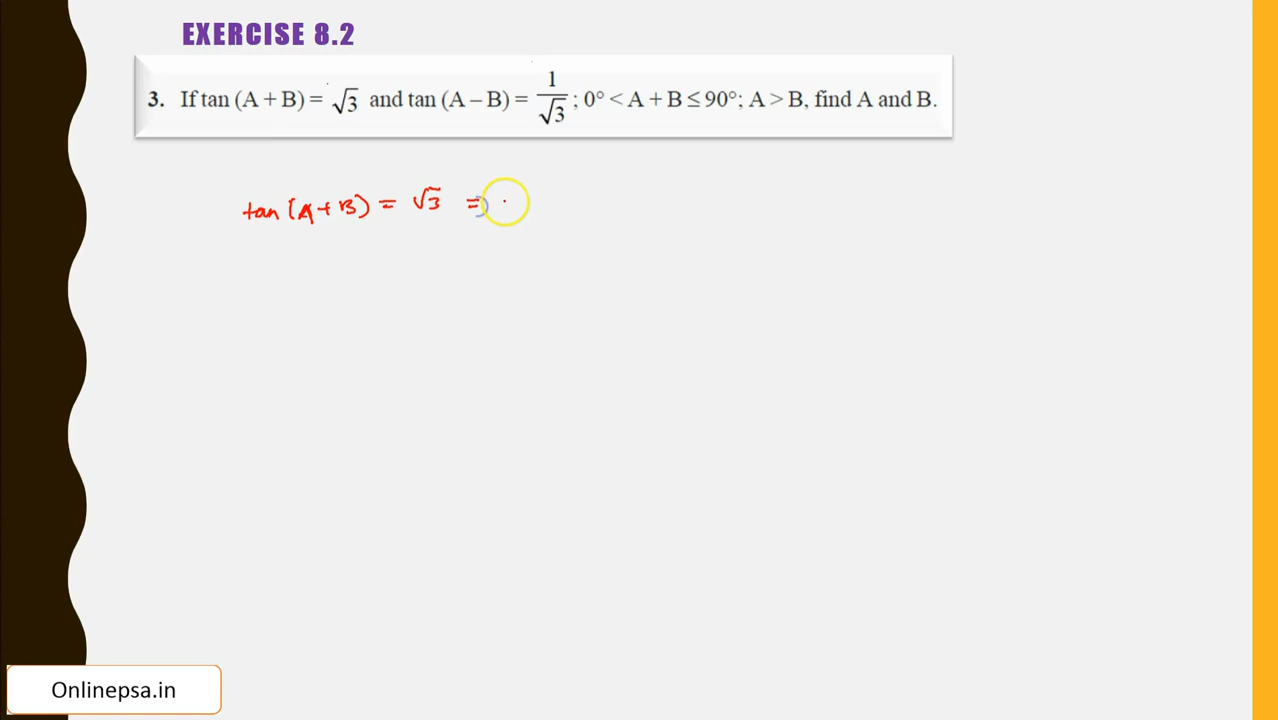 EXERCISE 8.2
3. If tan (A + B) = √3 and tan (A – B) = 1/√3 ; 0° < A + B ≤ 90°; A > B, find A and B.
tan (A + B) = √3 ⇒
Onlinepsa.in